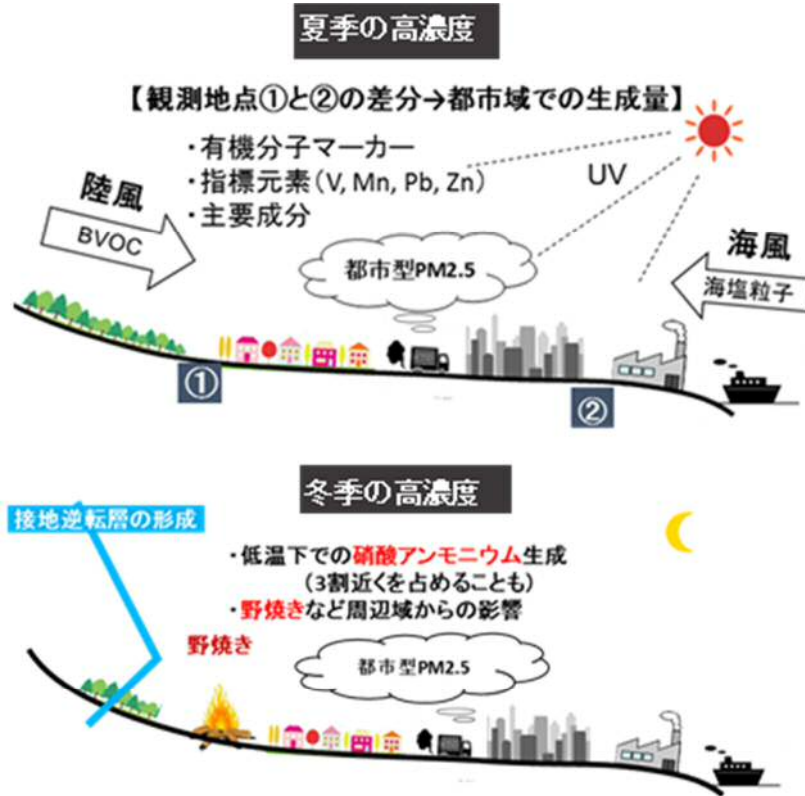 夏季の高濃度
【観測地点①と②の差分→都市域での生成量】
・有機分子マーカー
・指標元素(V, Mn, Pb, Zn)
・主要成分
UV
陸風
BVOC
海風
海塩粒子
都市型PM2.5
①
②
冬季の高濃度
接地逆転層の形成
・低温下での硝酸アンモニウム生成
(3割近くを占めることも)
・野焼きなど周辺域からの影響
野焼き
都市型PM2.5